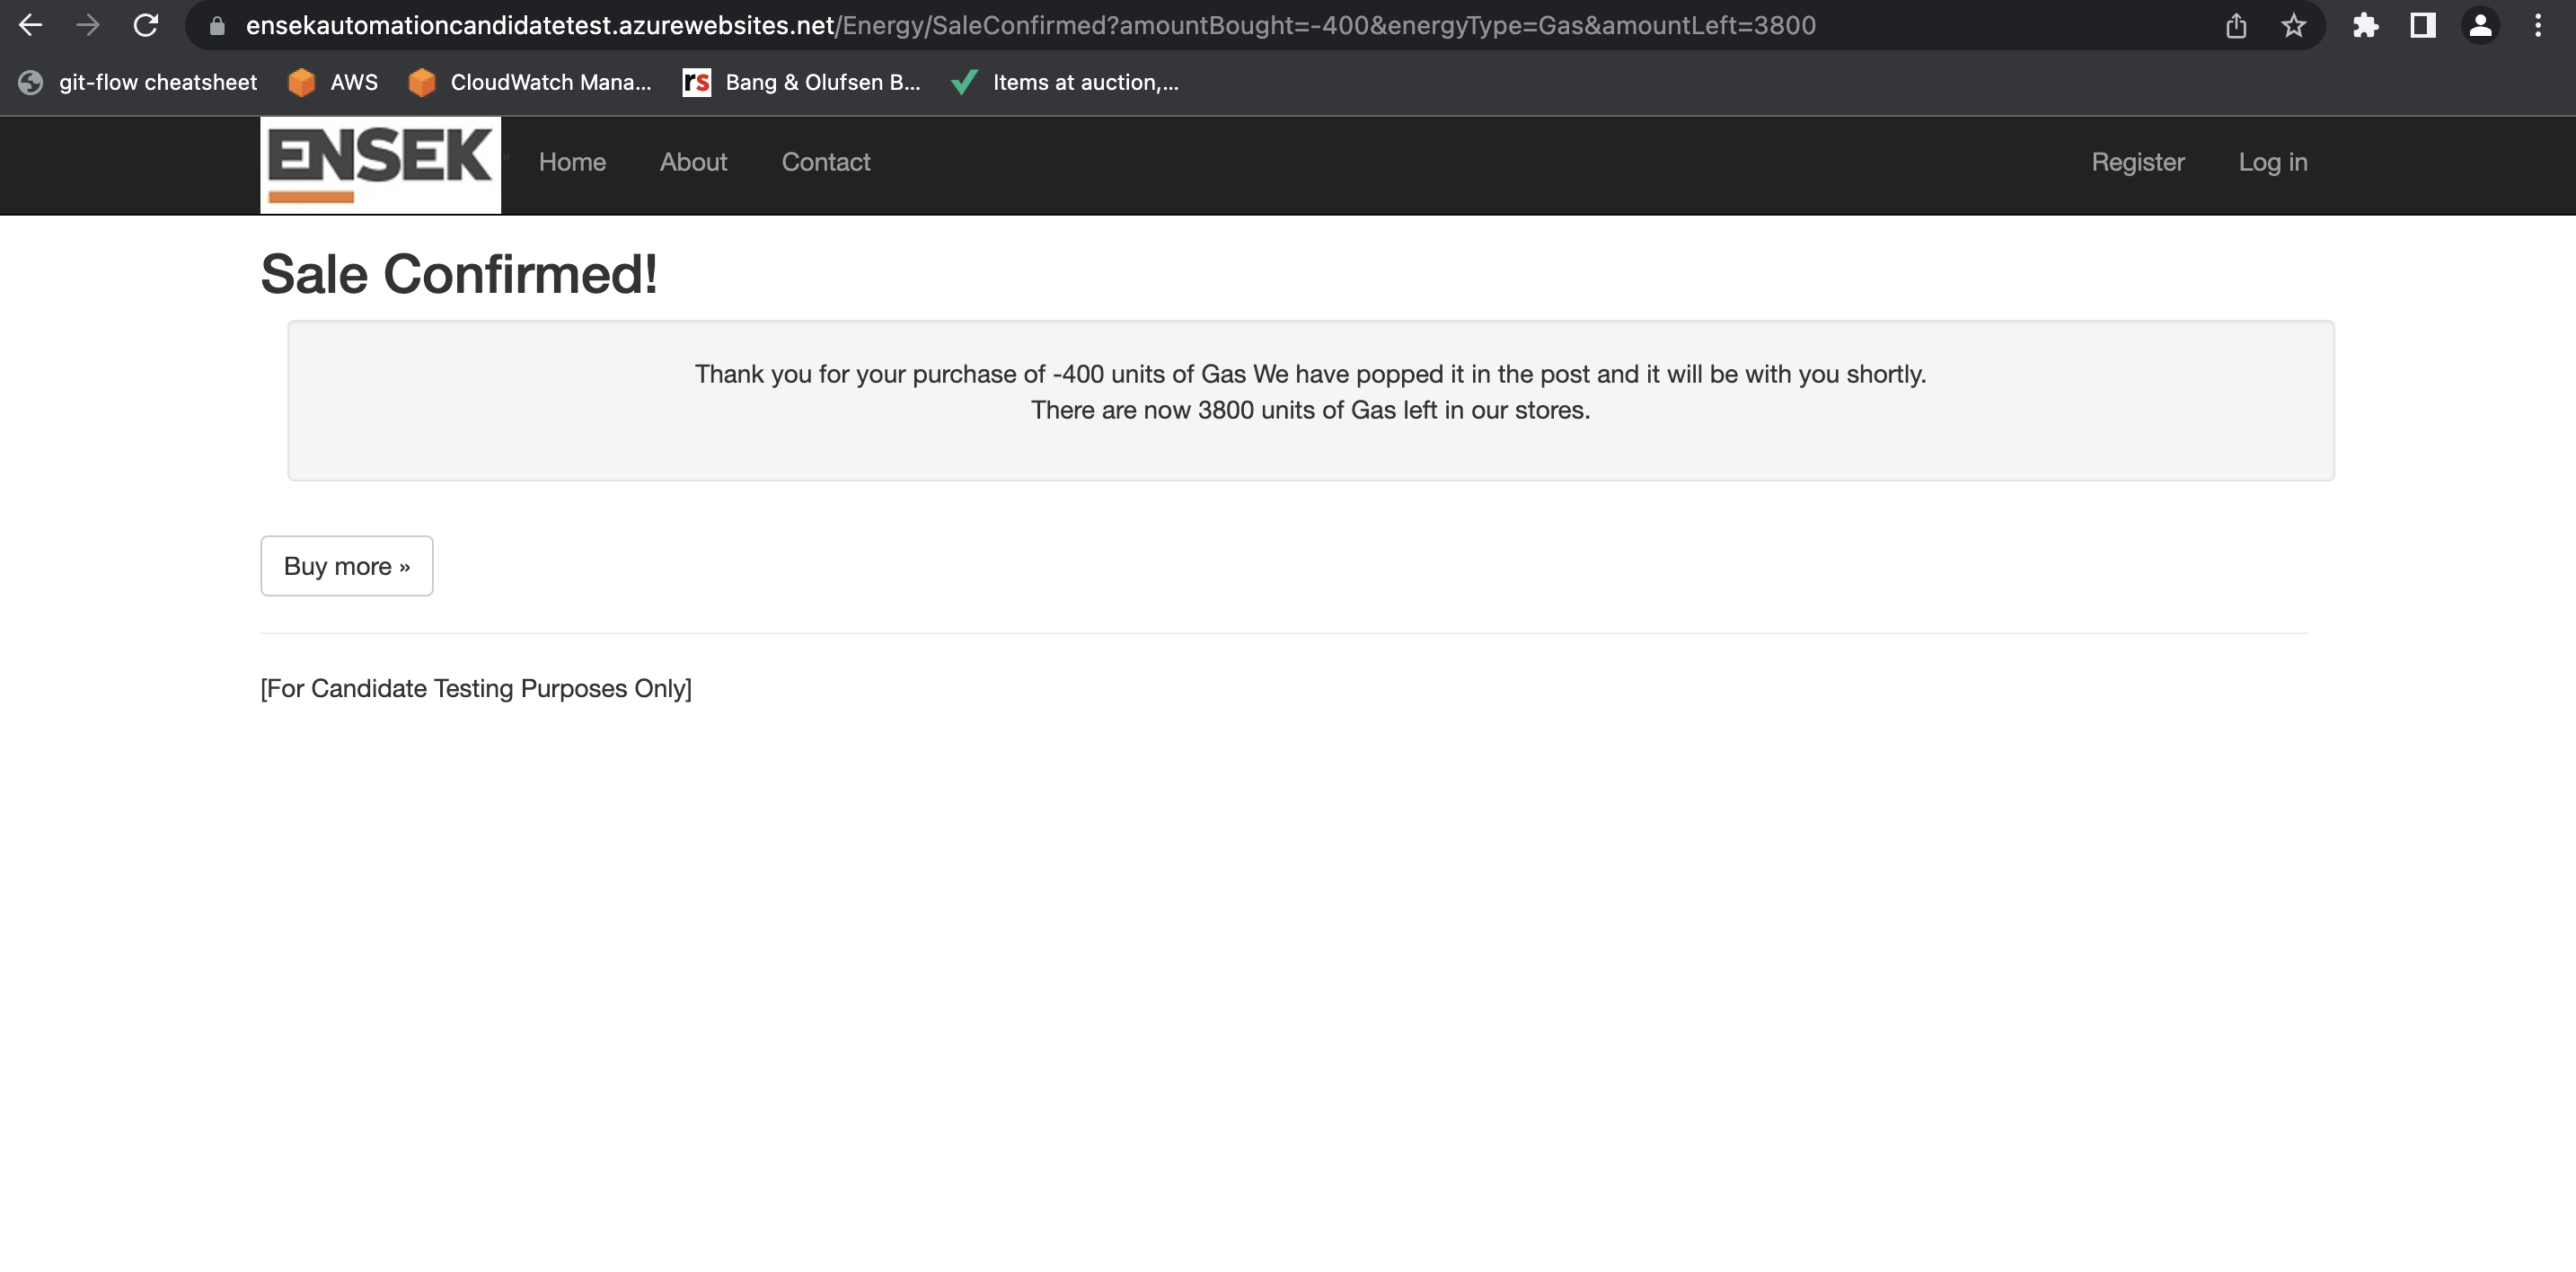 ensekautomationcandidatetest.azurewebsites.net/Energy/SaleConfirmed?amountBought=-400&energyType=Gas&amountLeft=3800
git-flow cheatsheet AWS CloudWatch Mana... rs Bang & Olufsen B... Items at auction,...
ENSEK Home About Contact Register Log in
Sale Confirmed!
Thank you for your purchase of -400 units of Gas We have popped it in the post and it will be with you shortly.
There are now 3800 units of Gas left in our stores.
Buy more »
[For Candidate Testing Purposes Only]